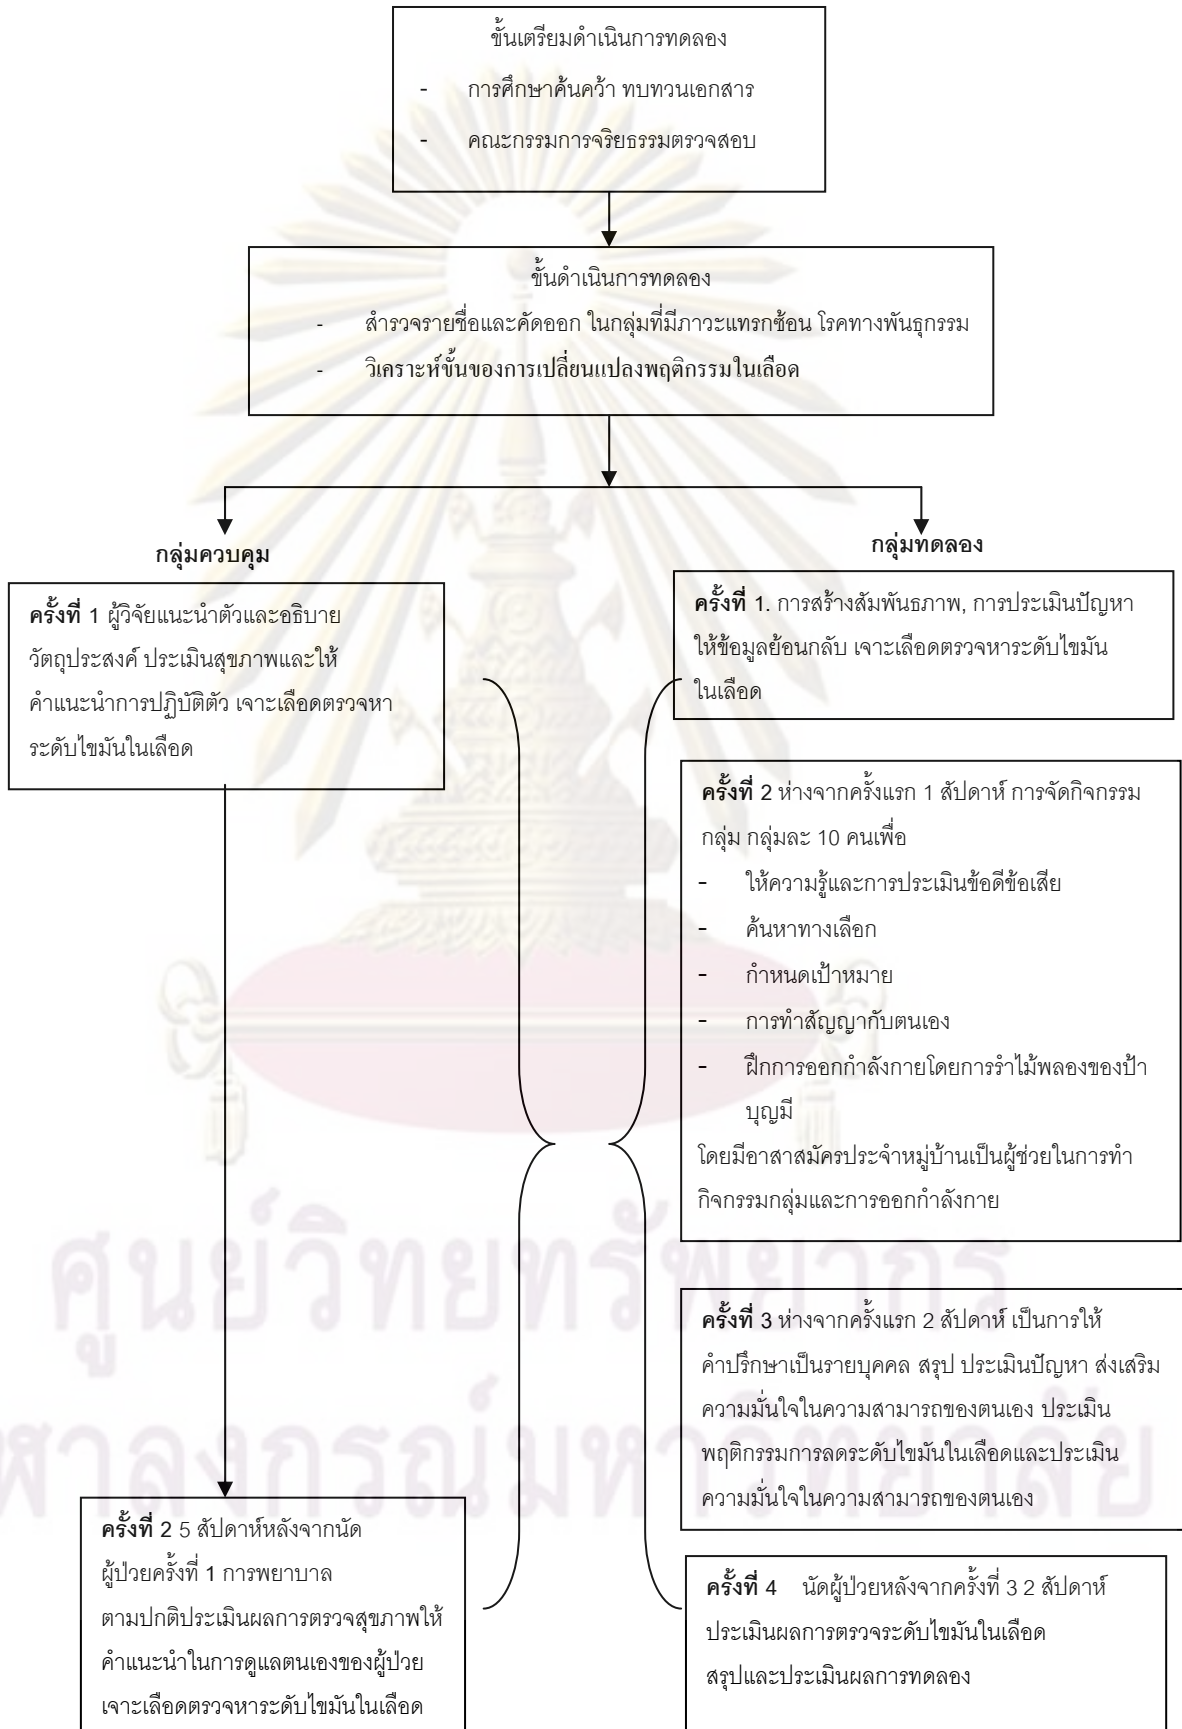 ขั้นเตรียมดำเนินการทดลอง
- การศึกษาค้นคว้า ทบทวนเอกสาร
- คณะกรรมการจริยธรรมตรวจสอบ
ขั้นดำเนินการทดลอง
- สำรวจรายชื่อและคัดออก ในกลุ่มที่มีภาวะแทรกซ้อน โรคทางพันธุกรรม
- วิเคราะห์ขั้นของการเปลี่ยนแปลงพฤติกรรมในเลือด
กลุ่มควบคุม
ครั้งที่ 1 ผู้วิจัยแนะนำตัวและอธิบาย
วัตถุประสงค์ ประเมินสุขภาพและให้
คำแนะนำการปฏิบัติตัว เจาะเลือดตรวจหา
ระดับไขมันในเลือด
ครั้งที่ 2 5 สัปดาห์หลังจากนัด
ผู้ป่วยครั้งที่ 1 การพยาบาล
ตามปกติประเมินผลการตรวจสุขภาพให้
คำแนะนำในการดูแลตนเองของผู้ป่วย
เจาะเลือดตรวจหาระดับไขมันในเลือด
กลุ่มทดลอง
ครั้งที่ 1. การสร้างสัมพันธภาพ, การประเมินปัญหา
ให้ข้อมูลย้อนกลับ เจาะเลือดตรวจหาระดับไขมัน
ในเลือด
ครั้งที่ 2 ห่างจากครั้งแรก 1 สัปดาห์ การจัดกิจกรรม
กลุ่ม กลุ่มละ 10 คนเพื่อ
- ให้ความรู้และการประเมินข้อดีข้อเสีย
- ค้นหาทางเลือก
- กำหนดเป้าหมาย
- การทำสัญญากับตนเอง
- ฝึกการออกกำลังกายโดยการรำไม้พลองของป้า
บุญมี
โดยมีอาสาสมัครประจำหมู่บ้านเป็นผู้ช่วยในการทำ
กิจกรรมกลุ่มและการออกกำลังกาย
ครั้งที่ 3 ห่างจากครั้งแรก 2 สัปดาห์ เป็นการให้
คำปรึกษาเป็นรายบุคคล สรุป ประเมินปัญหา ส่งเสริม
ความมั่นใจในความสามารถของตนเอง ประเมิน
พฤติกรรมการลดระดับไขมันในเลือดและประเมิน
ความมั่นใจในความสามารถของตนเอง
ครั้งที่ 4 นัดผู้ป่วยหลังจากครั้งที่ 3 2 สัปดาห์
ประเมินผลการตรวจระดับไขมันในเลือด
สรุปและประเมินผลการทดลอง
ศูนย์วิทยทรัพยากร
ฬาลงกรณ์มหาวิทยาลัย